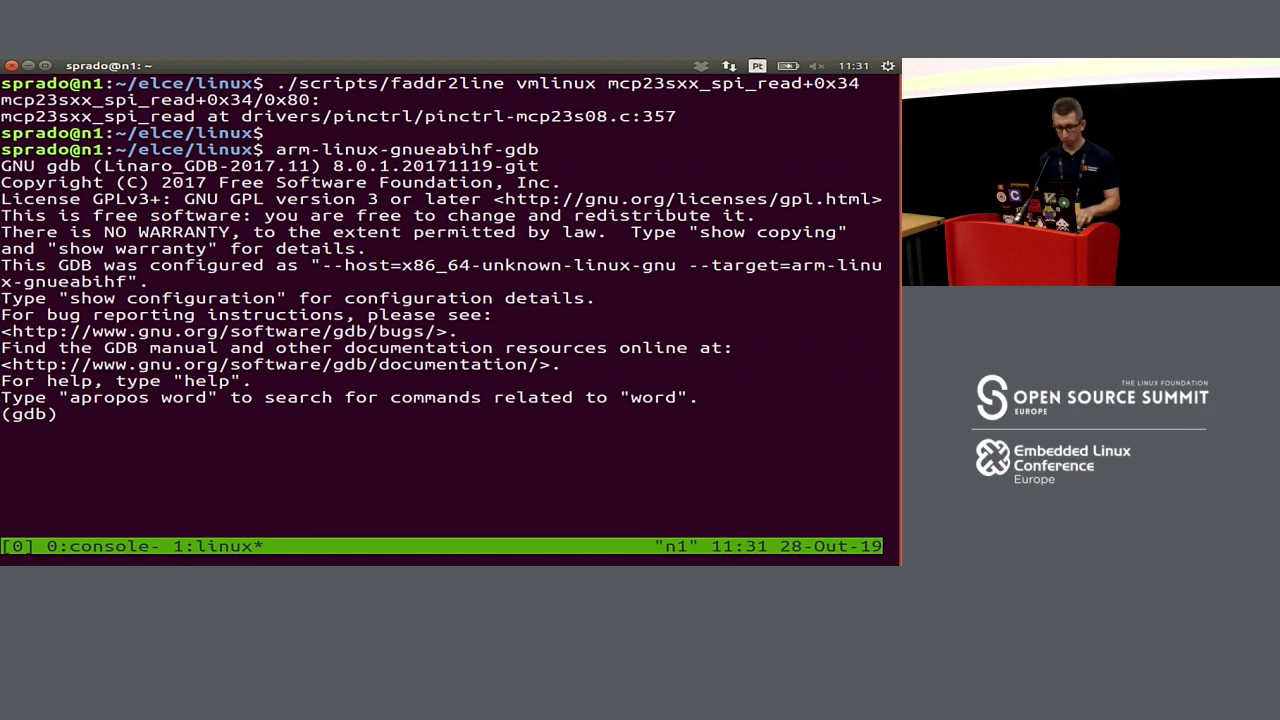 sprado@n1: ~
Pt
11:31
sprado@n1:~/elce/linux$ ./scripts/faddr2line vmlinux mcp23sxx_spi_read+0x34
mcp23sxx_spi_read+0x34/0x80:
mcp23sxx_spi_read at drivers/pinctrl/pinctrl-mcp23s08.c:357
sprado@n1:~/elce/linux$
sprado@n1:~/elce/linux$ arm-linux-gnueabihf-gdb
GNU gdb (Linaro_GDB-2017.11) 8.0.1.20171119-git
Copyright (C) 2017 Free Software Foundation, Inc.
License GPLv3+: GNU GPL version 3 or later <http://gnu.org/licenses/gpl.html>
This is free software: you are free to change and redistribute it.
There is NO WARRANTY, to the extent permitted by law.  Type "show copying"
and "show warranty" for details.
This GDB was configured as "--host=x86_64-unknown-linux-gnu --target=arm-linu
x-gnueabihf".
Type "show configuration" for configuration details.
For bug reporting instructions, please see:
<http://www.gnu.org/software/gdb/bugs/>.
Find the GDB manual and other documentation resources online at:
<http://www.gnu.org/software/gdb/documentation/>.
For help, type "help".
Type "apropos word" to search for commands related to "word".
(gdb)
[0] 0:console- 1:linux* "n1" 11:31 28-Oct-19
THE LINUX FOUNDATION
OPEN SOURCE SUMMIT
EUROPE
Embedded Linux
Conference
Europe